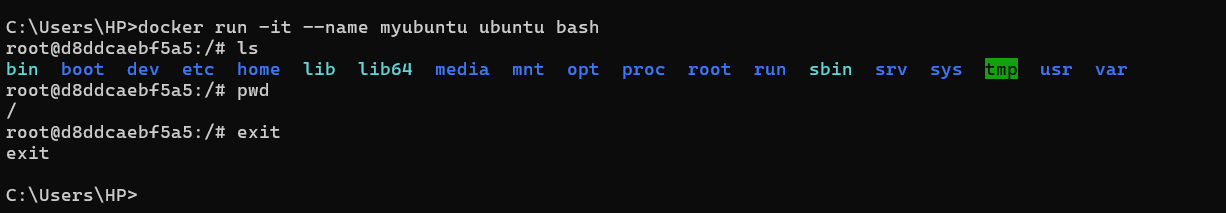 C:\Users\HP>docker run -it --name myubuntu ubuntu bash
root@d8ddcaebf5a5:/# ls
bin  boot  dev  etc  home  lib  lib64  media  mnt  opt  proc  root  run  sbin  srv  sys  tmp  usr  var
root@d8ddcaebf5a5:/# pwd
/
root@d8ddcaebf5a5:/# exit
exit
C:\Users\HP>